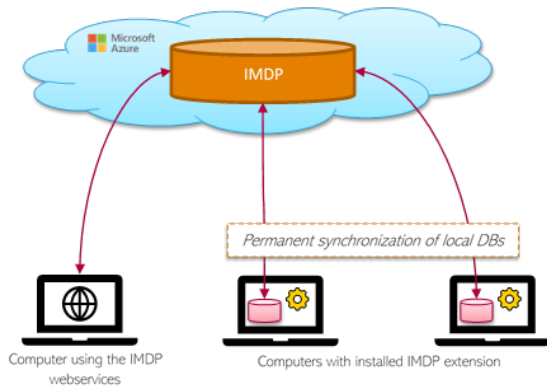 Microsoft
Azure
IMDP
Permanent synchronization of local DBs
Computer using the IMDP
webservices
Computers with installed IMDP extension